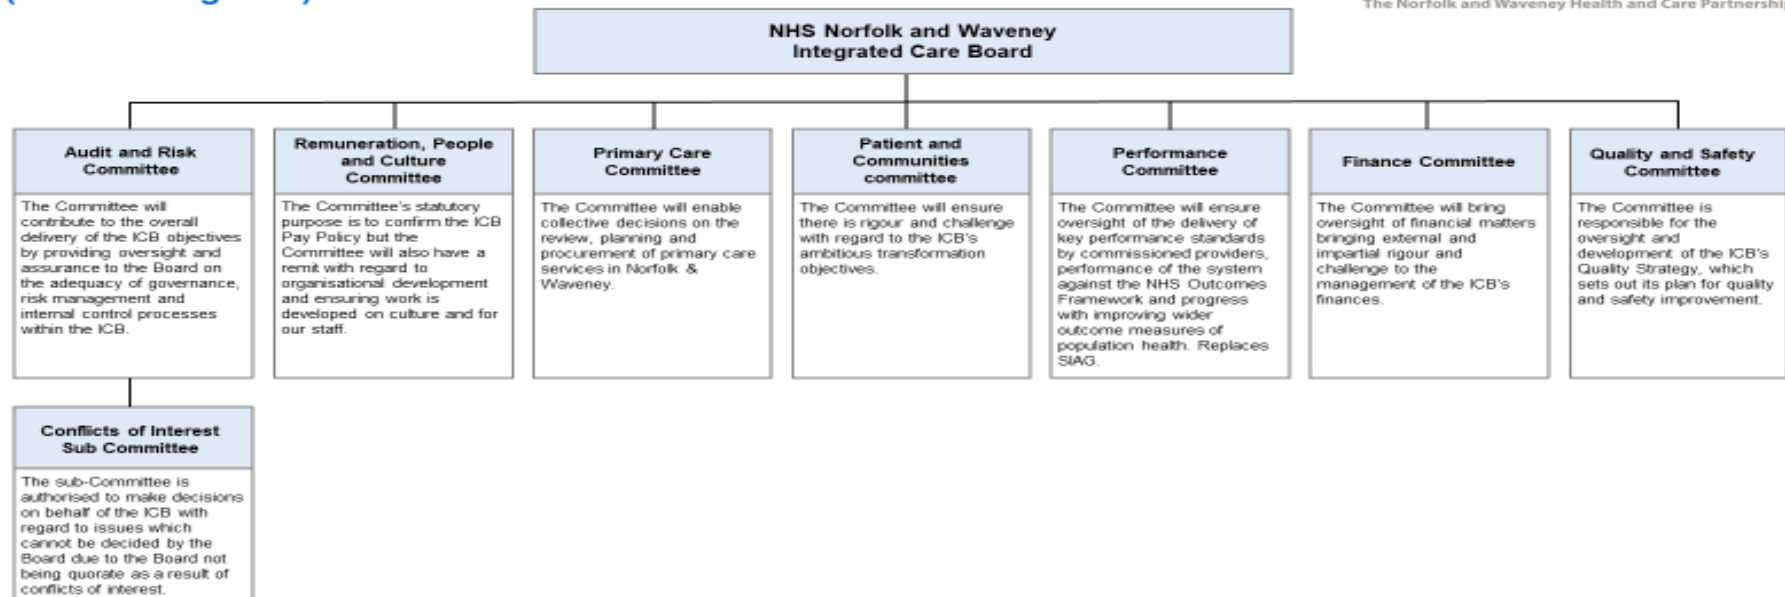 The Norfolk and Waveney Health and Care Partnership
NHS Norfolk and Waveney
Integrated Care Board
Audit and Risk
Committee
The Committee will
contribute to the overall
delivery of the ICB objectives
by providing oversight and
assurance to the Board on
the adequacy of governance,
risk management and
internal control processes
within the ICB.
Remuneration, People
and Culture
Committee
The Committee's statutory
purpose is to confirm the ICB
Pay Policy but the
Committee will also have a
remit with regard to
organisational development
and ensuring work is
developed on culture and for
our staff.
Primary Care
Committee
The Committee will enable
collective decisions on the
review, planning and
procurement of primary care
services in Norfolk &
Waveney.
Patient and
Communities
committee
The Committee will ensure
there is rigour and challenge
with regard to the ICB's
ambitious transformation
objectives.
Performance
Committee
The Committee will ensure
oversight of the delivery of
key performance standards
by commissioned providers,
performance of the system
against the NHS Outcomes
Framework and progress
with improving wider
outcome measures of
population health. Replaces
SIAG.
Finance Committee
The Committee will bring
oversight of financial matters
bringing external and
impartial rigour and
challenge to the
management of the ICB's
finances.
Quality and Safety
Committee
The Committee is
responsible for the
oversight and
development of the ICB's
Quality Strategy, which
sets out its plan for quality
and safety improvement.
Conflicts of Interest
Sub Committee
The sub-Committee is
authorised to make decisions
on behalf of the ICB with
regard to issues which
cannot be decided by the
Board due to the Board not
being quorate as a result of
conflicts of interest.